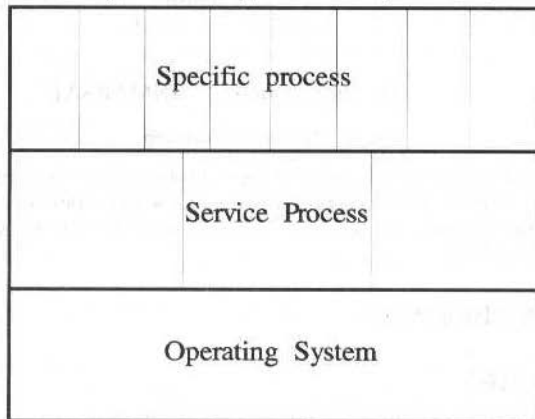 Specific process
Service Process
Operating System